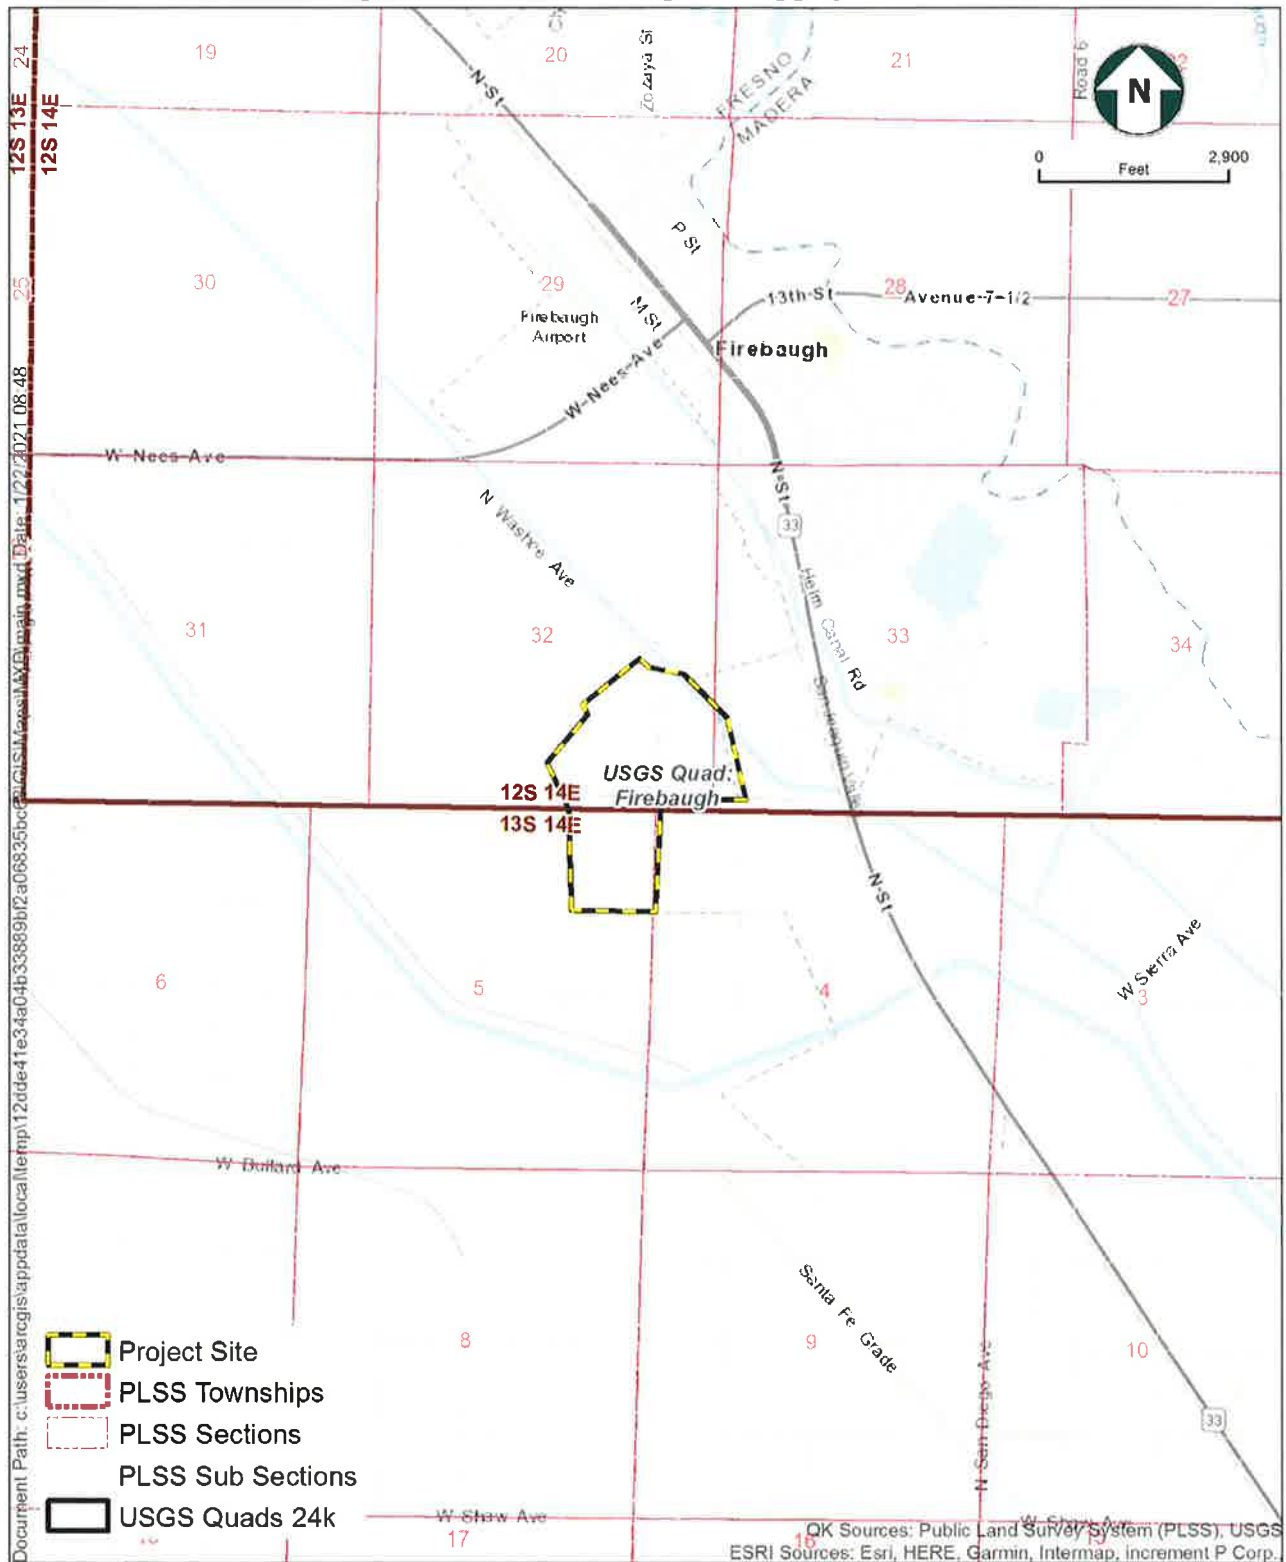 19
20
21
24
12S 13E
12S 14E
N-St
Zozaya St
FRESNO
MADERA
Road 6
N
0
2,900
Feet
P St
25
30
29
28
27
13th-St
Avenue-7-1/2
M St
Firebaugh
Airport
Firebaugh
W-Nees-Ave
W Nees-Ave
N-St
33
N Washoe Ave
Helm Canal Rd
31
32
33
34
USGS Quad:
Firebaugh
12S 14E
13S 14E
N-St
W Sierra Ave
6
5
4
3
W Bullard Ave
Santa Fe Grade
8
9
10
N San Diego Ave
33
Project Site
PLSS Townships
PLSS Sections
PLSS Sub Sections
USGS Quads 24k
W Shaw Ave
W Shaw Ave
17
16
QK Sources: Public Land Survey System (PLSS), USGS
ESRI Sources: Esri, HERE, Garmin, Intermap, increment P Corp.